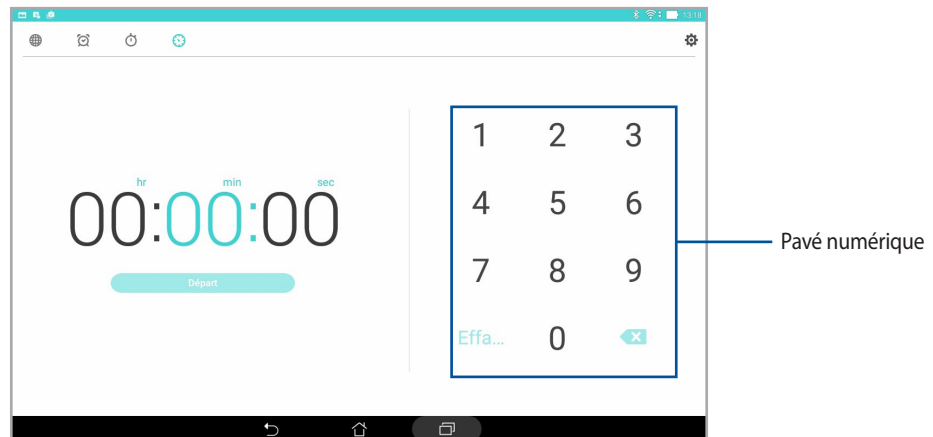 13:18
hr min sec
00:00:00
Départ
1 2 3
4 5 6
7 8 9
Effa... 0
Pavé numérique